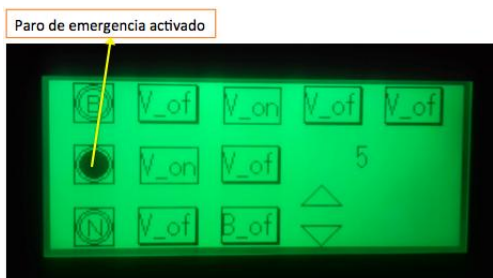 Paro de emergencia activado
E V_of V_on V_of V_of
V_on V_of 5
N V_of B_of